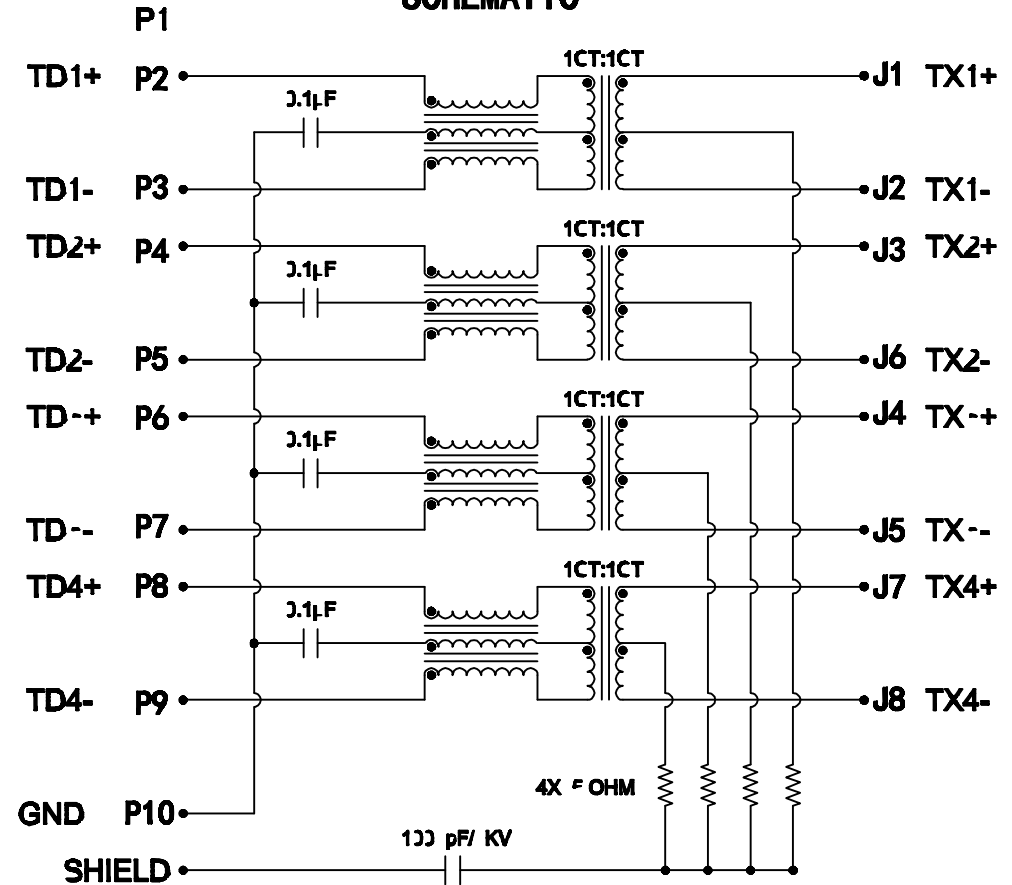 P1
1CT:1CT
TD1+ P2 J1 TX1+
TD1- P3 J2 TX1-
1CT:1CT
TD2+ P4 J3 TX2+
TD2- P5 J6 TX2-
1CT:1CT
P6 J4
P7 J5
1CT:1CT
TD4+ P8 J7 TX4+
TD4- P9 J8 TX4-
4X OHM
GND P10
pF/ KV
SHIELD